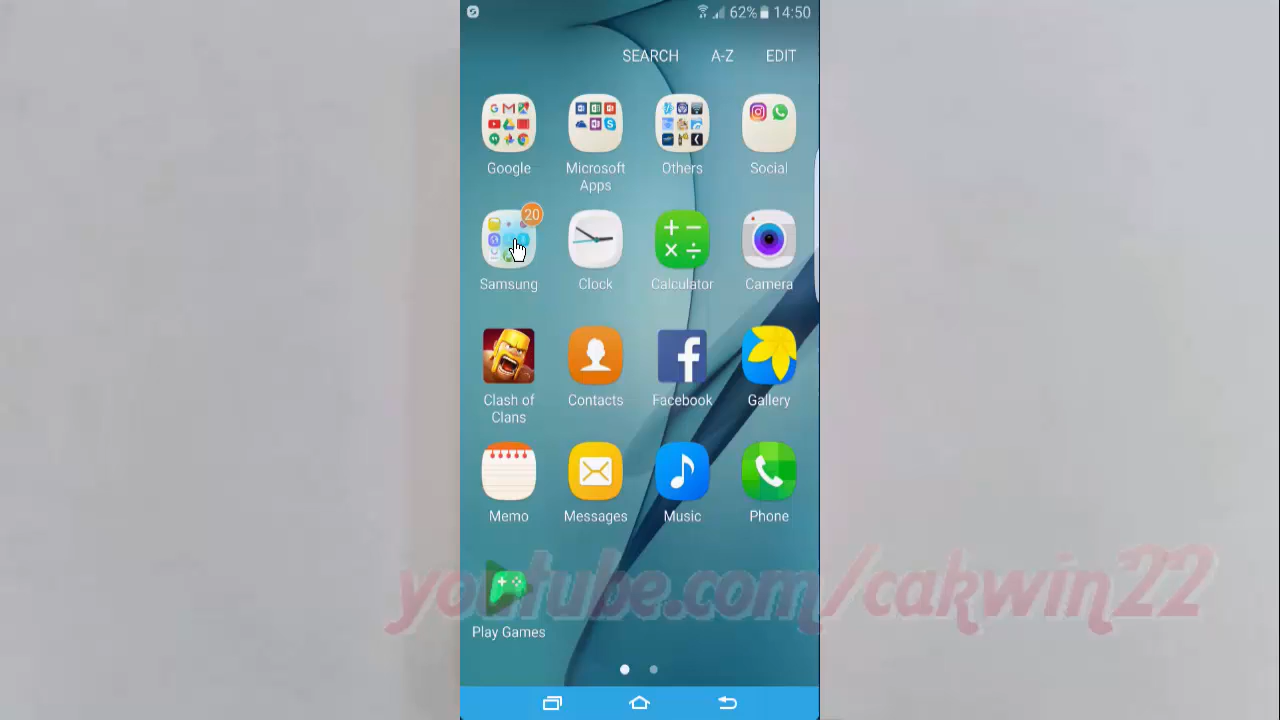 62% 14:50
SEARCH A-Z EDIT
Google Microsoft Apps Others Social
20
Samsung Clock Calculator Camera
Clash of Clans Contacts Facebook Gallery
Memo Messages Music Phone
youtube.com/cakwin22
Play Games